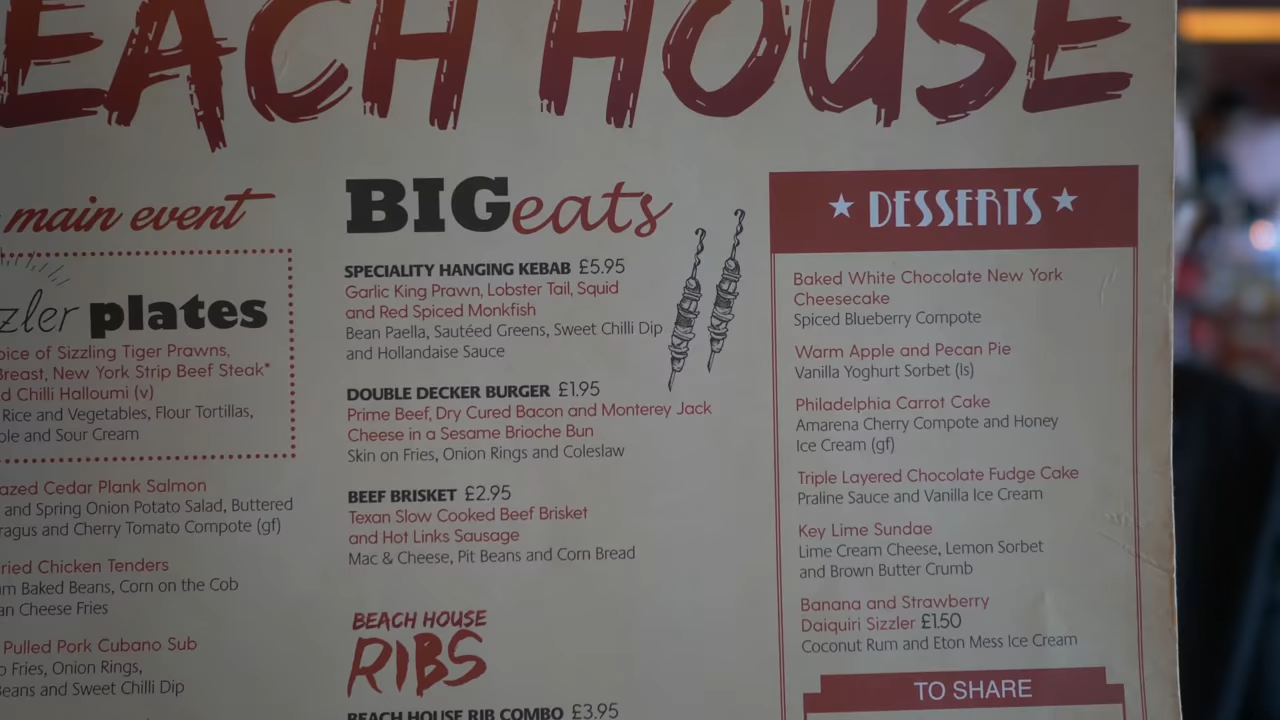 EACH HOUSE
main event
zler plates
oice of Sizzling Tiger Prawns,
Breast, New York Strip Beef Steak*
d Chilli Halloumi (v)
Rice and Vegetables, Flour Tortillas,
ole and Sour Cream
azed Cedar Plank Salmon
and Spring Onion Potato Salad, Buttered
ragus and Cherry Tomato Compote (gf)
ried Chicken Tenders
m Baked Beans, Corn on the Cob
an Cheese Fries
Pulled Pork Cubano Sub
o Fries, Onion Rings,
Beans and Sweet Chilli Dip
BIG eats
SPECIALITY HANGING KEBAB £5.95
Garlic King Prawn, Lobster Tail, Squid
and Red Spiced Monkfish
Bean Paella, Sautéed Greens, Sweet Chilli Dip
and Hollandaise Sauce
DOUBLE DECKER BURGER £1.95
Prime Beef, Dry Cured Bacon and Monterey Jack
Cheese in a Sesame Brioche Bun
Skin on Fries, Onion Rings and Coleslaw
BEEF BRISKET £2.95
Texan Slow Cooked Beef Brisket
and Hot Links Sausage
Mac & Cheese, Pit Beans and Corn Bread
BEACH HOUSE
RIBS
BEACH HOUSE RIB COMBO £3.95
DESSERTS
Baked White Chocolate New York
Cheesecake
Spiced Blueberry Compote
Warm Apple and Pecan Pie
Vanilla Yoghurt Sorbet (ls)
Philadelphia Carrot Cake
Amarena Cherry Compote and Honey
Ice Cream (gf)
Triple Layered Chocolate Fudge Cake
Praline Sauce and Vanilla Ice Cream
Key Lime Sundae
Lime Cream Cheese, Lemon Sorbet
and Brown Butter Crumb
Banana and Strawberry
Daiquiri Sizzler £1.50
Coconut Rum and Eton Mess Ice Cream
TO SHARE